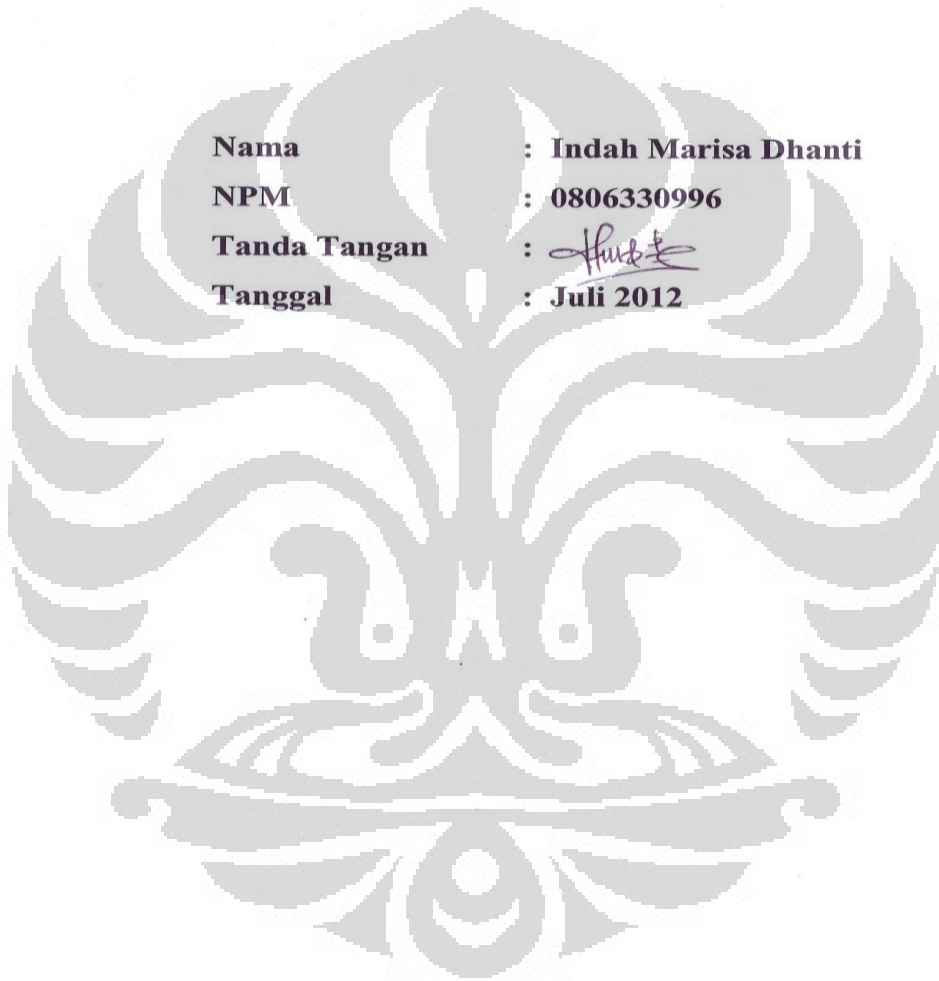 Nama : Indah Marisa Dhanti
NPM : 0806330996
Tanda Tangan :
Tanggal : Juli 2012